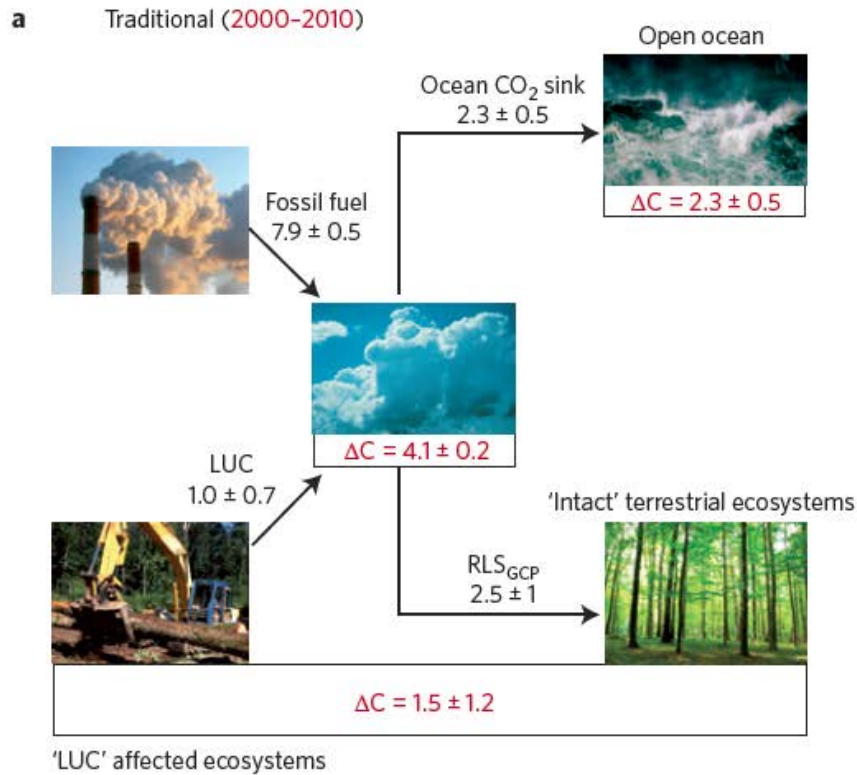 a Traditional (2000–2010)
Open ocean
Ocean CO₂ sink
2.3 ± 0.5
ΔC = 2.3 ± 0.5
Fossil fuel
7.9 ± 0.5
ΔC = 4.1 ± 0.2
LUC
1.0 ± 0.7
'Intact' terrestrial ecosystems
RLS_GCP
2.5 ± 1
ΔC = 1.5 ± 1.2
'LUC' affected ecosystems